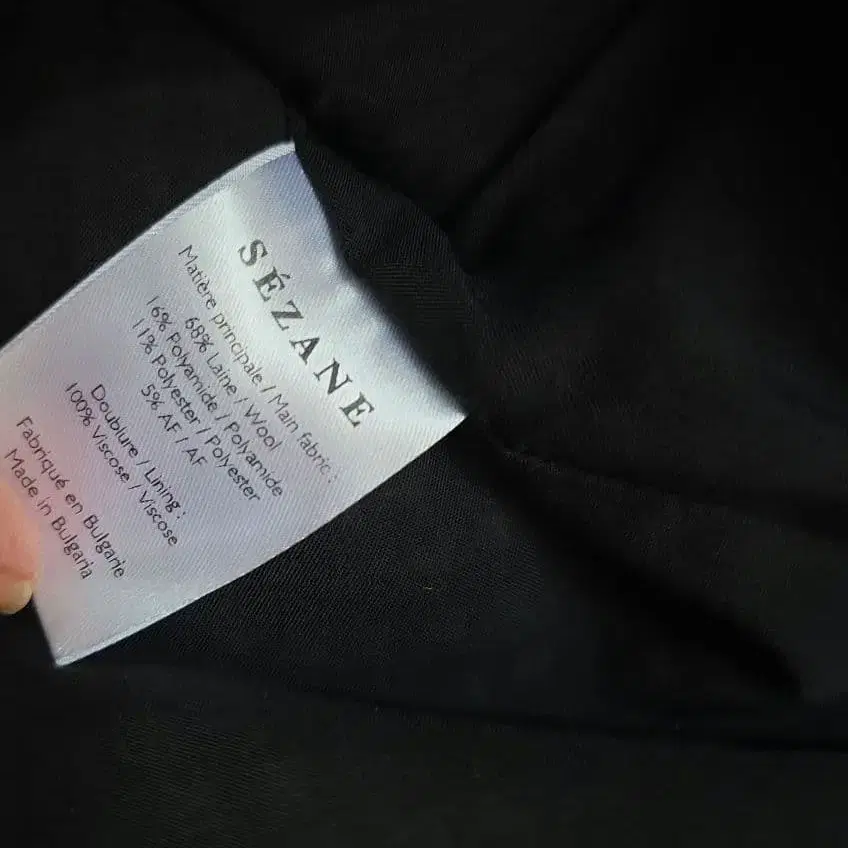 SÉZANE
Matière principale / Main fabric :
68% Laine / Wool
16% Polyamide / Polyamide
11% Polyester / Polyester
5% AF / AF
Doublure / Lining :
100% Viscose / Viscose
Fabriqué en Bulgarie
Made in Bulgaria